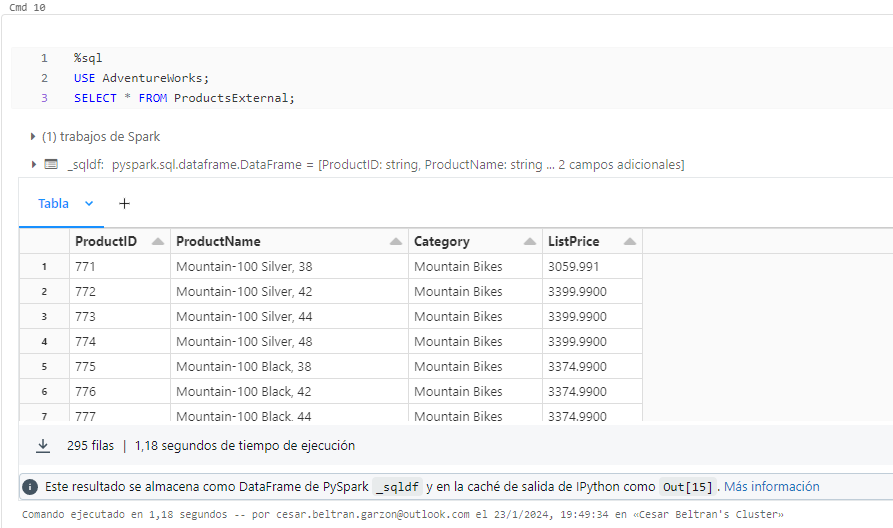 Cmd 10
1 %sql
2 USE AdventureWorks;
3 SELECT * FROM ProductsExternal;
(1) trabajos de Spark
_sqldf: pyspark.sql.dataframe.DataFrame = [ProductID: string, ProductName: string ... 2 campos adicionales]
Tabla +
ProductID ProductName Category ListPrice
1 771 Mountain-100 Silver, 38 Mountain Bikes 3059.991
2 772 Mountain-100 Silver, 42 Mountain Bikes 3399.9900
3 773 Mountain-100 Silver, 44 Mountain Bikes 3399.9900
4 774 Mountain-100 Silver, 48 Mountain Bikes 3399.9900
5 775 Mountain-100 Black, 38 Mountain Bikes 3374.9900
6 776 Mountain-100 Black, 42 Mountain Bikes 3374.9900
7 777 Mountain-100 Black, 44 Mountain Bikes 3374.9900
295 filas | 1,18 segundos de tiempo de ejecución
Este resultado se almacena como DataFrame de PySpark _sqldf y en la caché de salida de IPython como Out[15]. Más información
Comando ejecutado en 1,18 segundos -- por cesar.beltran.garzon@outlook.com el 23/1/2024, 19:49:34 en «Cesar Beltran's Cluster»